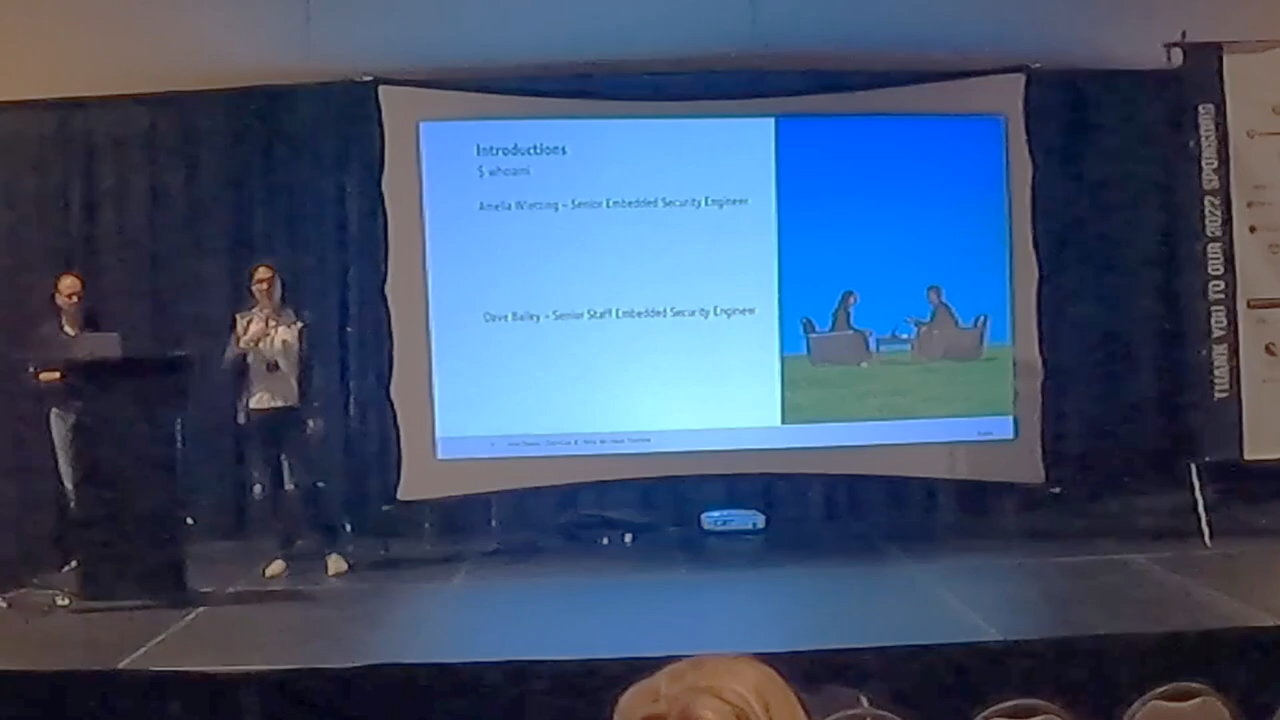 Introductions
$ whoami
Amelia Wietting – Senior Embedded Security Engineer
Dave Bailey – Senior Staff Embedded Security Engineer
THANK YOU TO OUR 2022 SPONSORS